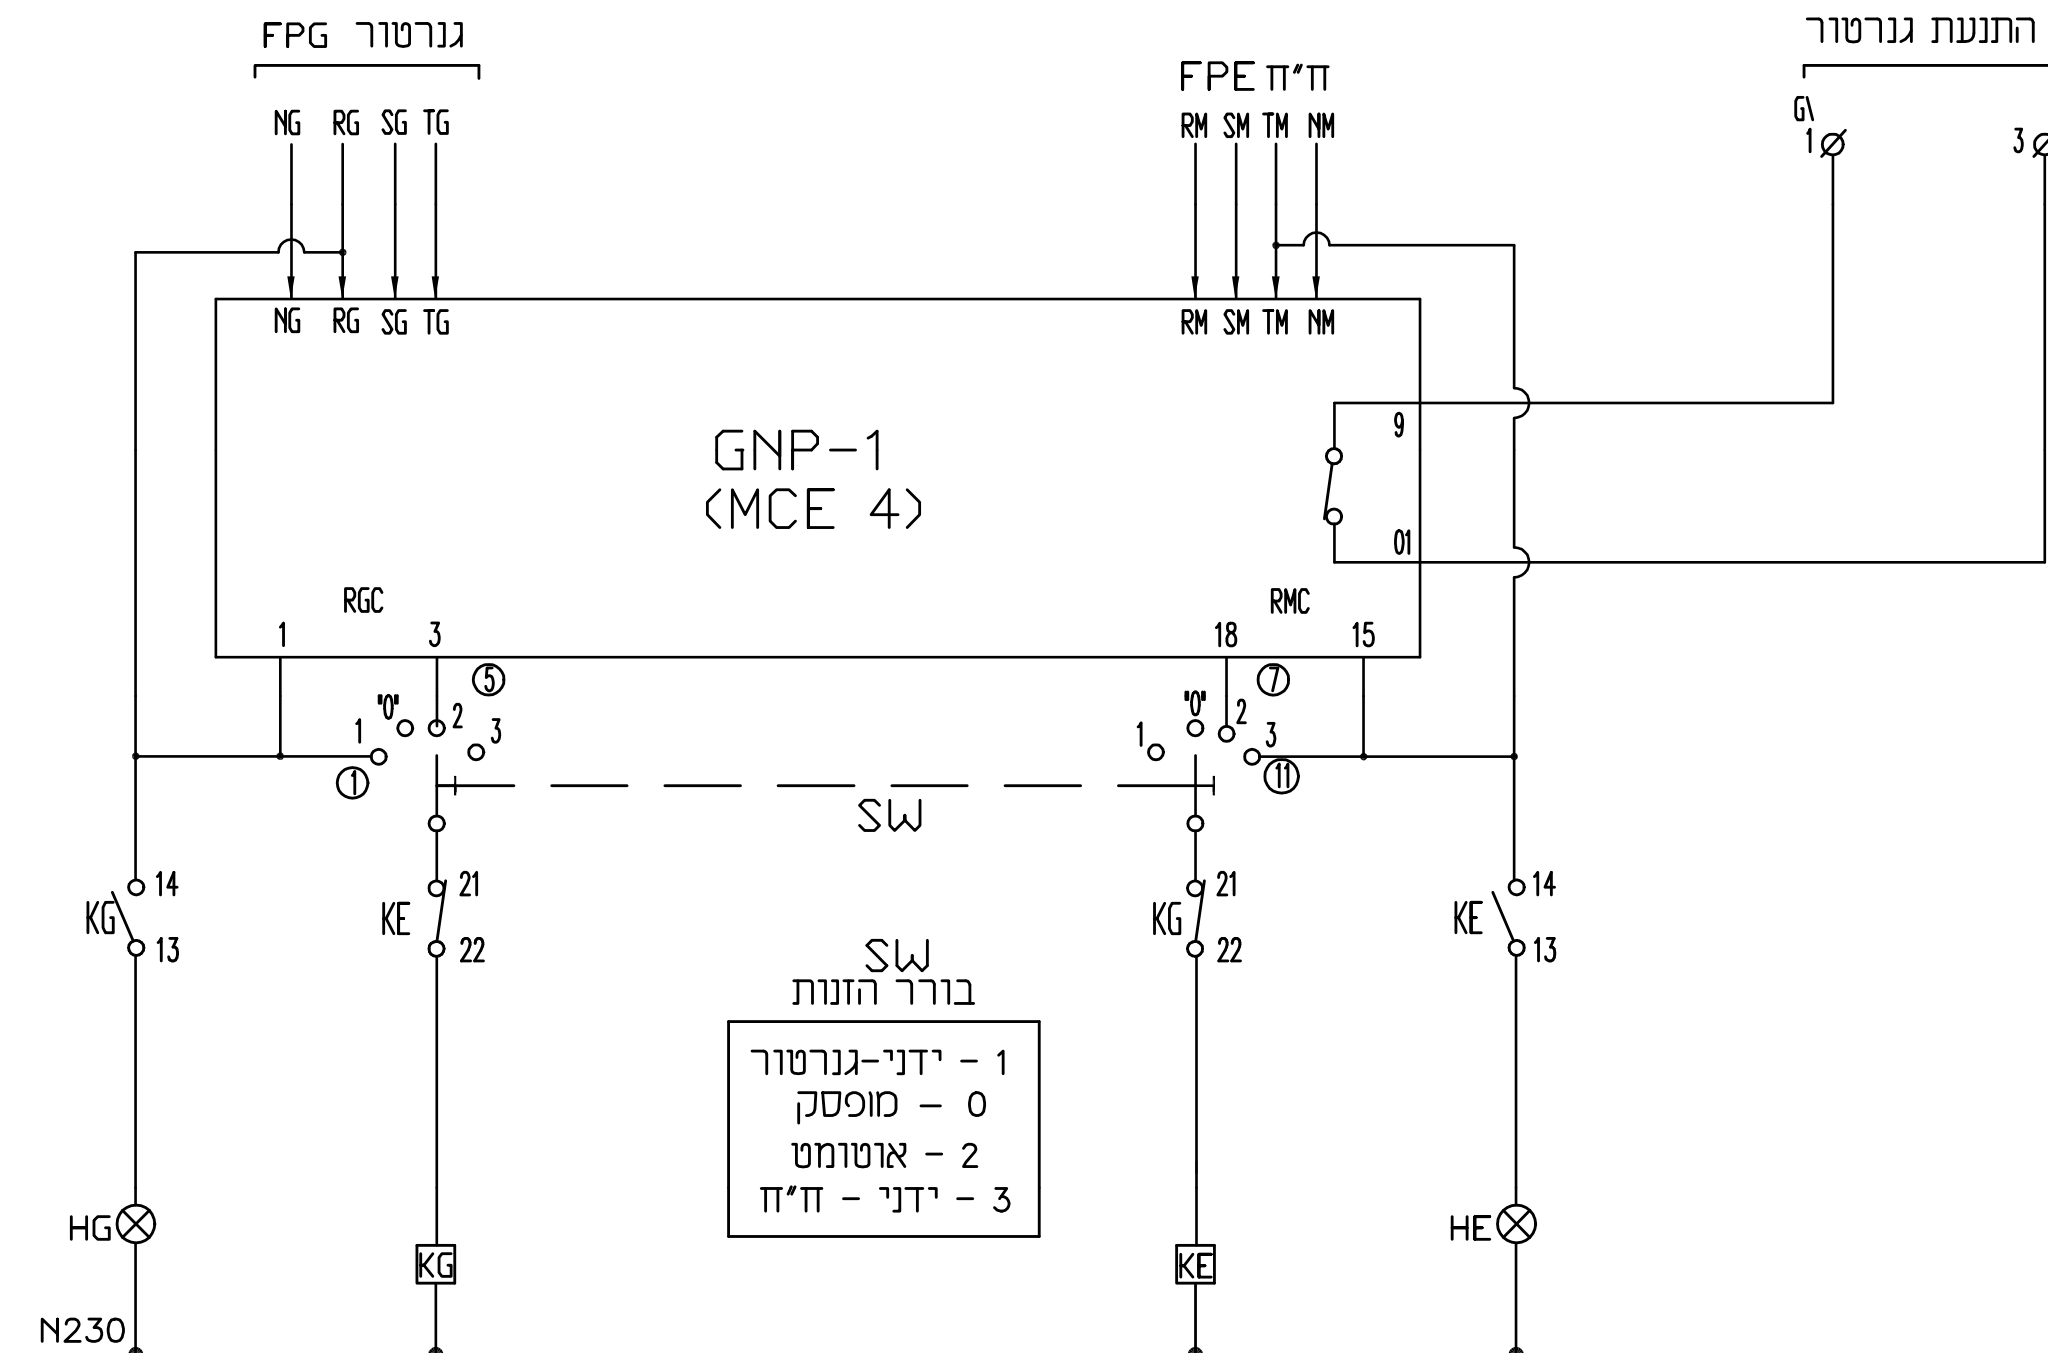 FPG גנרטור
NG RG SG TG
FPE ח"ח
RM SM TM NM
התנעת גנרטור
G\
1
3
NG RG SG TG
RM SM TM NM
GNP-1
(MCE 4)
9
01
RGC
1
3
RMC
18
15
5
7
1
"0"
2
3
1
"0"
2
3
1
11
SW
KG
14
13
KE
21
22
KG
21
22
KE
14
13
SW
בורר הזנות
1 - ידני-גנרטור
0 - מופסק
2 - אוטומט
3 - ידני - ח"ח
HG
KG
KE
HE
N230